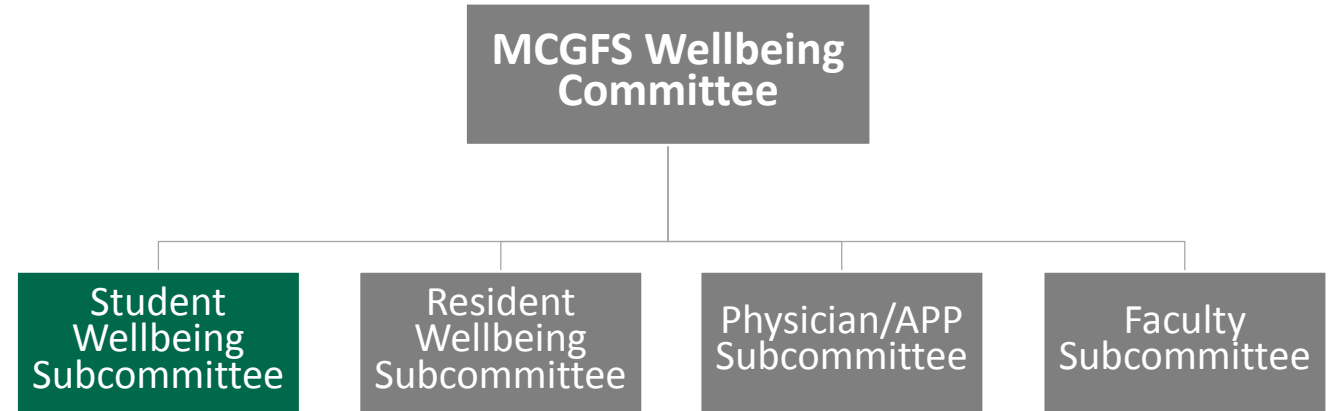 MCGFS Wellbeing
Committee
Student
Wellbeing
Subcommittee
Resident
Wellbeing
Subcommittee
Physician/APP
Subcommittee
Faculty
Subcommittee